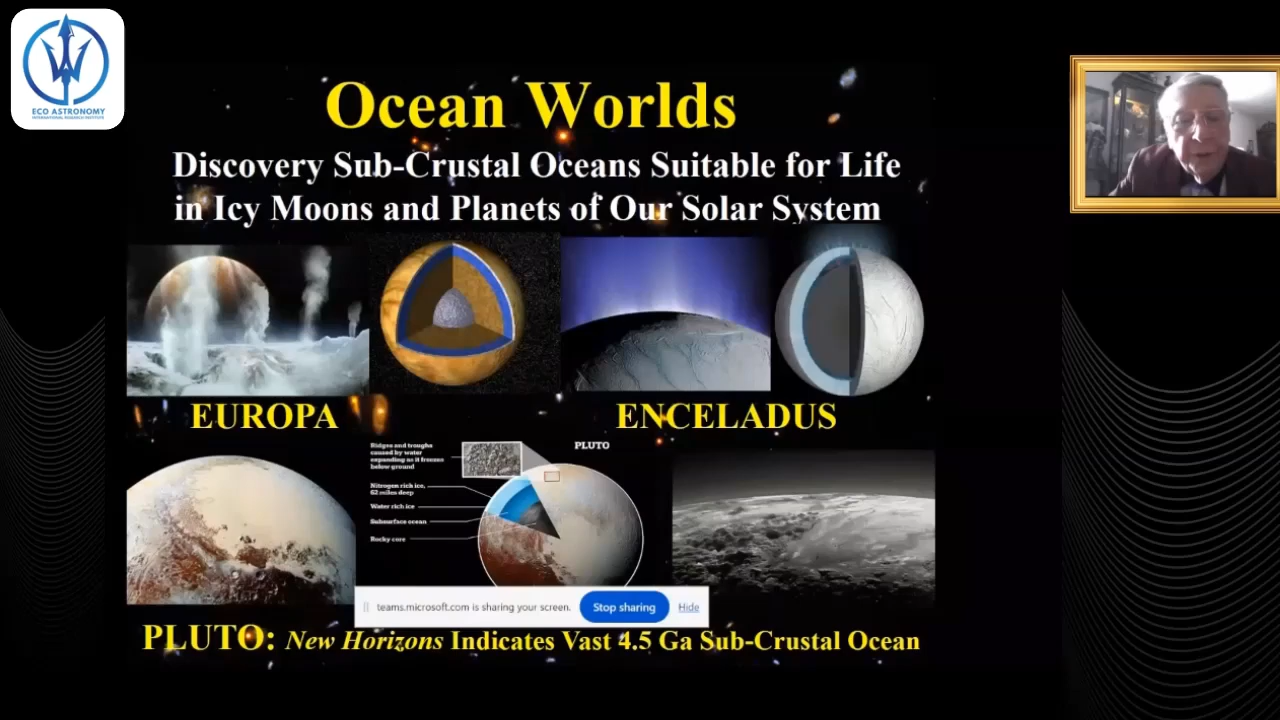 ECO ASTRONOMY
INTERNATIONAL RESEARCH INSTITUTE
Ocean Worlds
Discovery Sub-Crustal Oceans Suitable for Life
in Icy Moons and Planets of Our Solar System
EUROPA
ENCELADUS
Ridges and troughs
caused by water
expanding as it freezes
below ground
PLUTO
Nitrogen rich ice,
62 miles deep
Water rich ice
Subsurface ocean
Rocky core
teams.microsoft.com is sharing your screen.
Stop sharing
Hide
PLUTO: New Horizons Indicates Vast 4.5 Ga Sub-Crustal Ocean